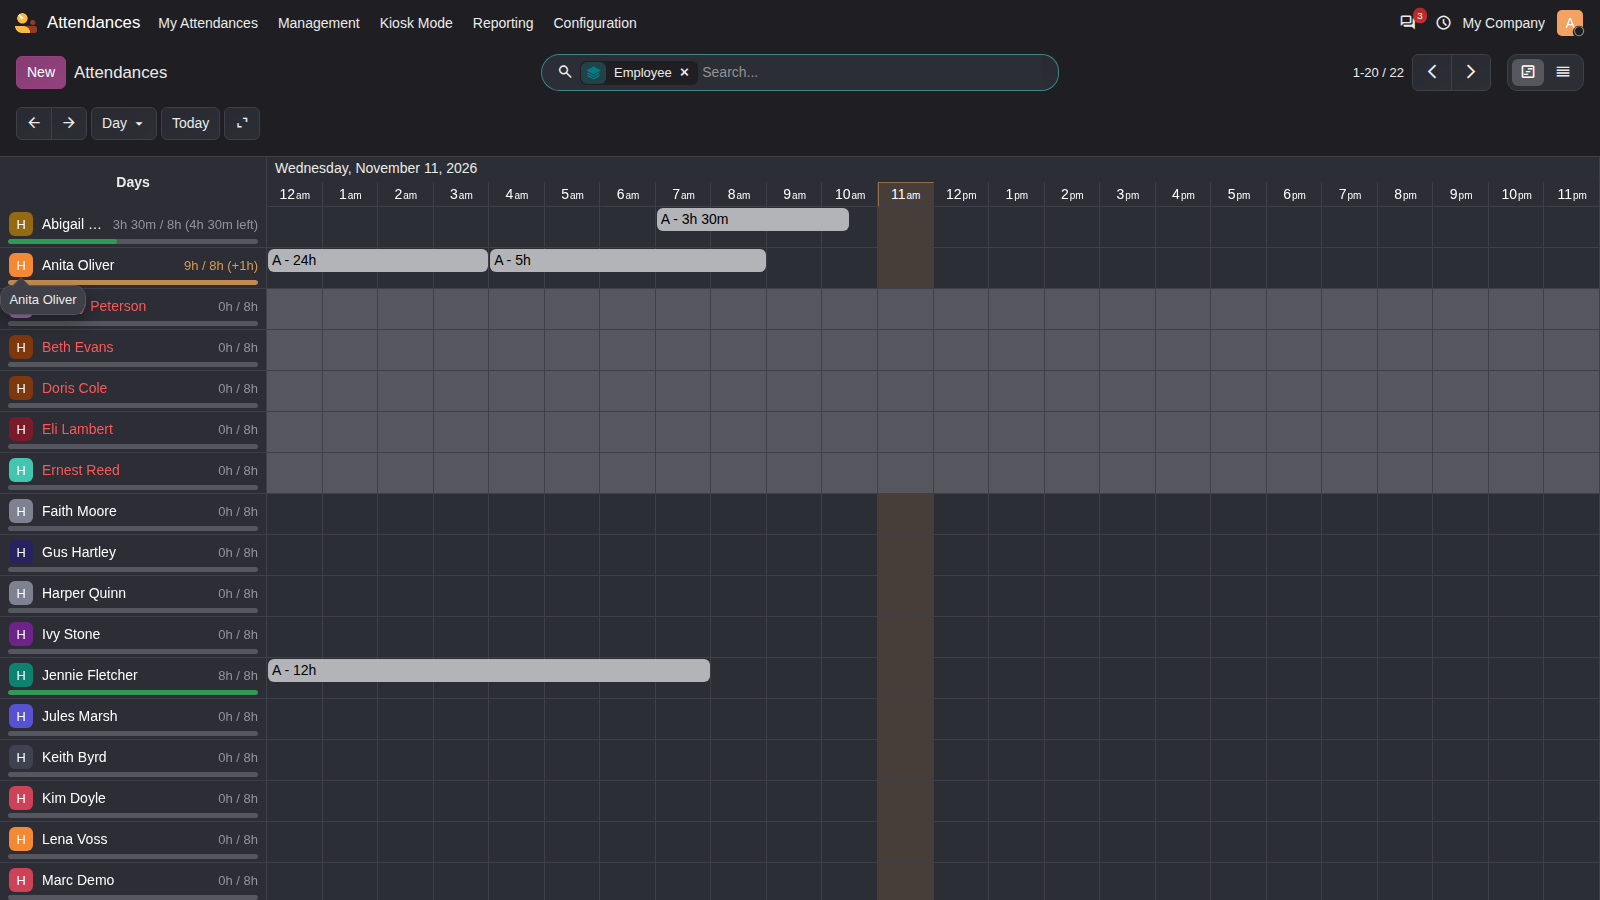 Attendances My Attendances Management Kiosk Mode Reporting Configuration 3 My Company A
New Attendances Employee × Search... 1-20 / 22
Day Today
Days Wednesday, November 11, 2026
12am 1am 2am 3am 4am 5am 6am 7am 8am 9am 10am 11am 12pm 1pm 2pm 3pm 4pm 5pm 6pm 7pm 8pm 9pm 10pm 11pm
H Abigail ... 3h 30m / 8h (4h 30m left) A - 3h 30m
H Anita Oliver 9h / 8h (+1h) A - 24h A - 5h
Anita Oliver Peterson 0h / 8h
H Beth Evans 0h / 8h
H Doris Cole 0h / 8h
H Eli Lambert 0h / 8h
H Ernest Reed 0h / 8h
H Faith Moore 0h / 8h
H Gus Hartley 0h / 8h
H Harper Quinn 0h / 8h
H Ivy Stone 0h / 8h
H Jennie Fletcher 8h / 8h A - 12h
H Jules Marsh 0h / 8h
H Keith Byrd 0h / 8h
H Kim Doyle 0h / 8h
H Lena Voss 0h / 8h
H Marc Demo 0h / 8h